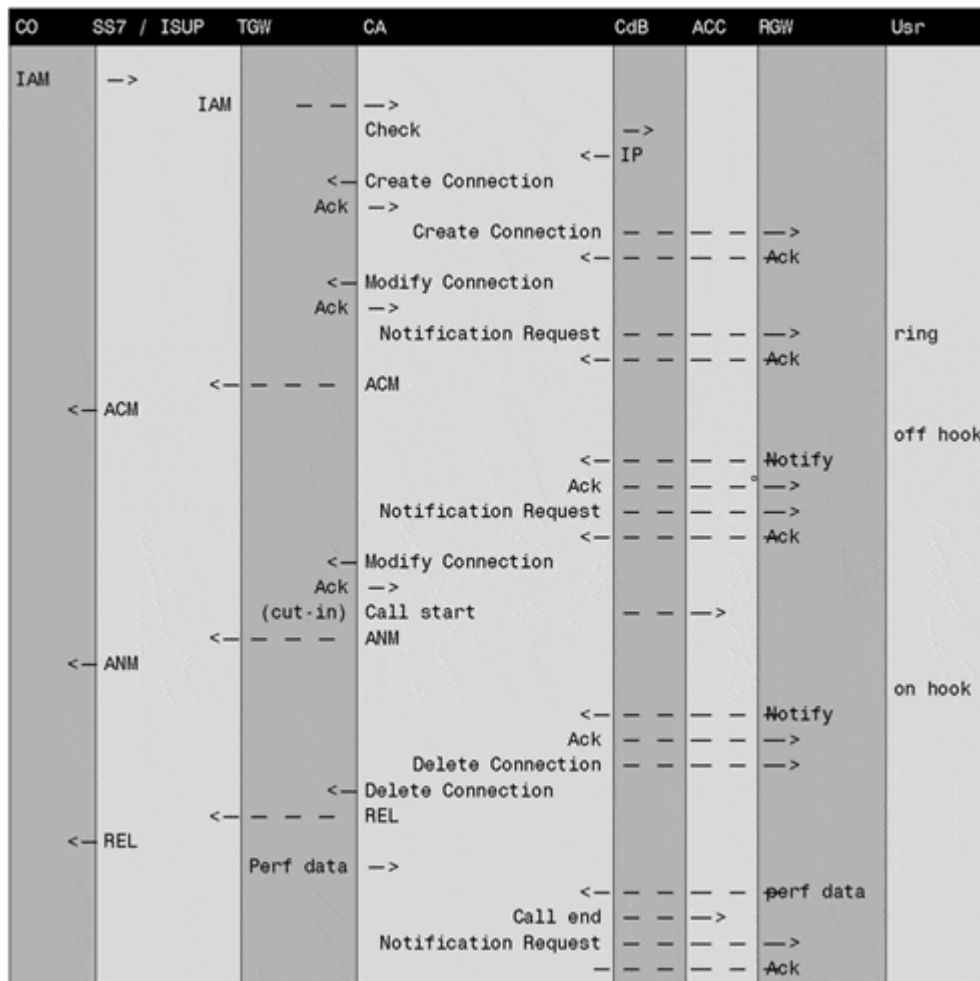 CO SS7 / ISUP TGW CA CdB ACC RGW Usr
IAM —>
IAM — — —>
Check —>
<— IP
<— Create Connection
Ack —>
Create Connection — — — — —>
<— — — — — Ack
<— Modify Connection
Ack —>
Notification Request — — — — —> ring
<— — — — — Ack
<— — — — ACM
<— ACM
off hook
<— — — — — Notify
Ack — — — — —>
Notification Request — — — — —>
<— — — — — Ack
<— Modify Connection
Ack —>
(cut-in) Call start — — —>
<— — — — ANM
<— ANM
on hook
<— — — — — Notify
Ack — — — — —>
Delete Connection — — — — —>
<— Delete Connection
<— — — — REL
<— REL
Perf data —>
<— — — — — perf data
Call end — — —>
Notification Request — — — — —>
— — — — — Ack